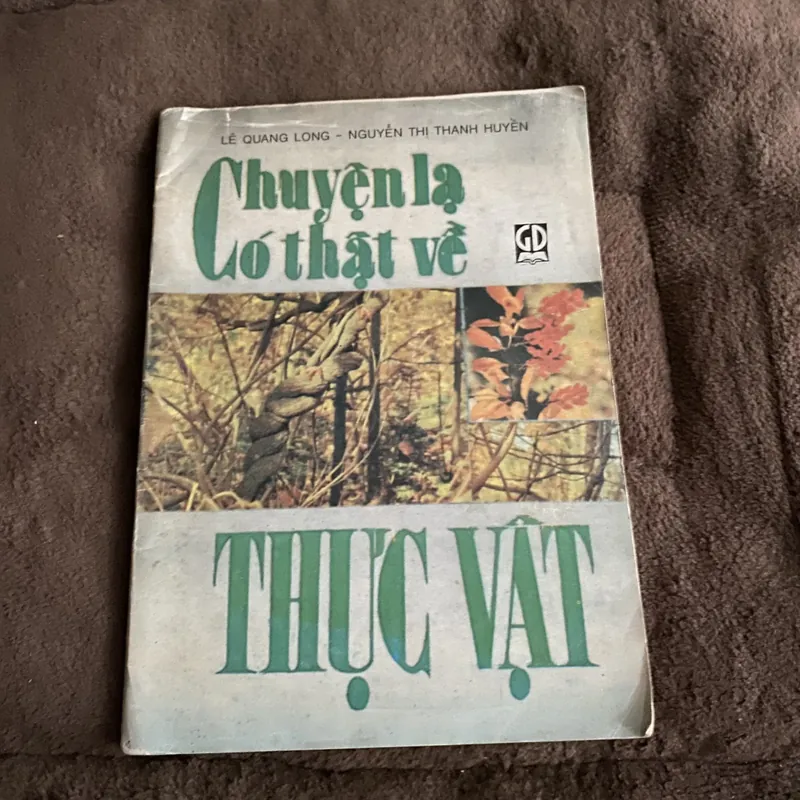 LÊ QUANG LONG - NGUYỄN THỊ THANH HUYỀN
Chuyện lạ
Có thật về
GD
THỰC VẬT